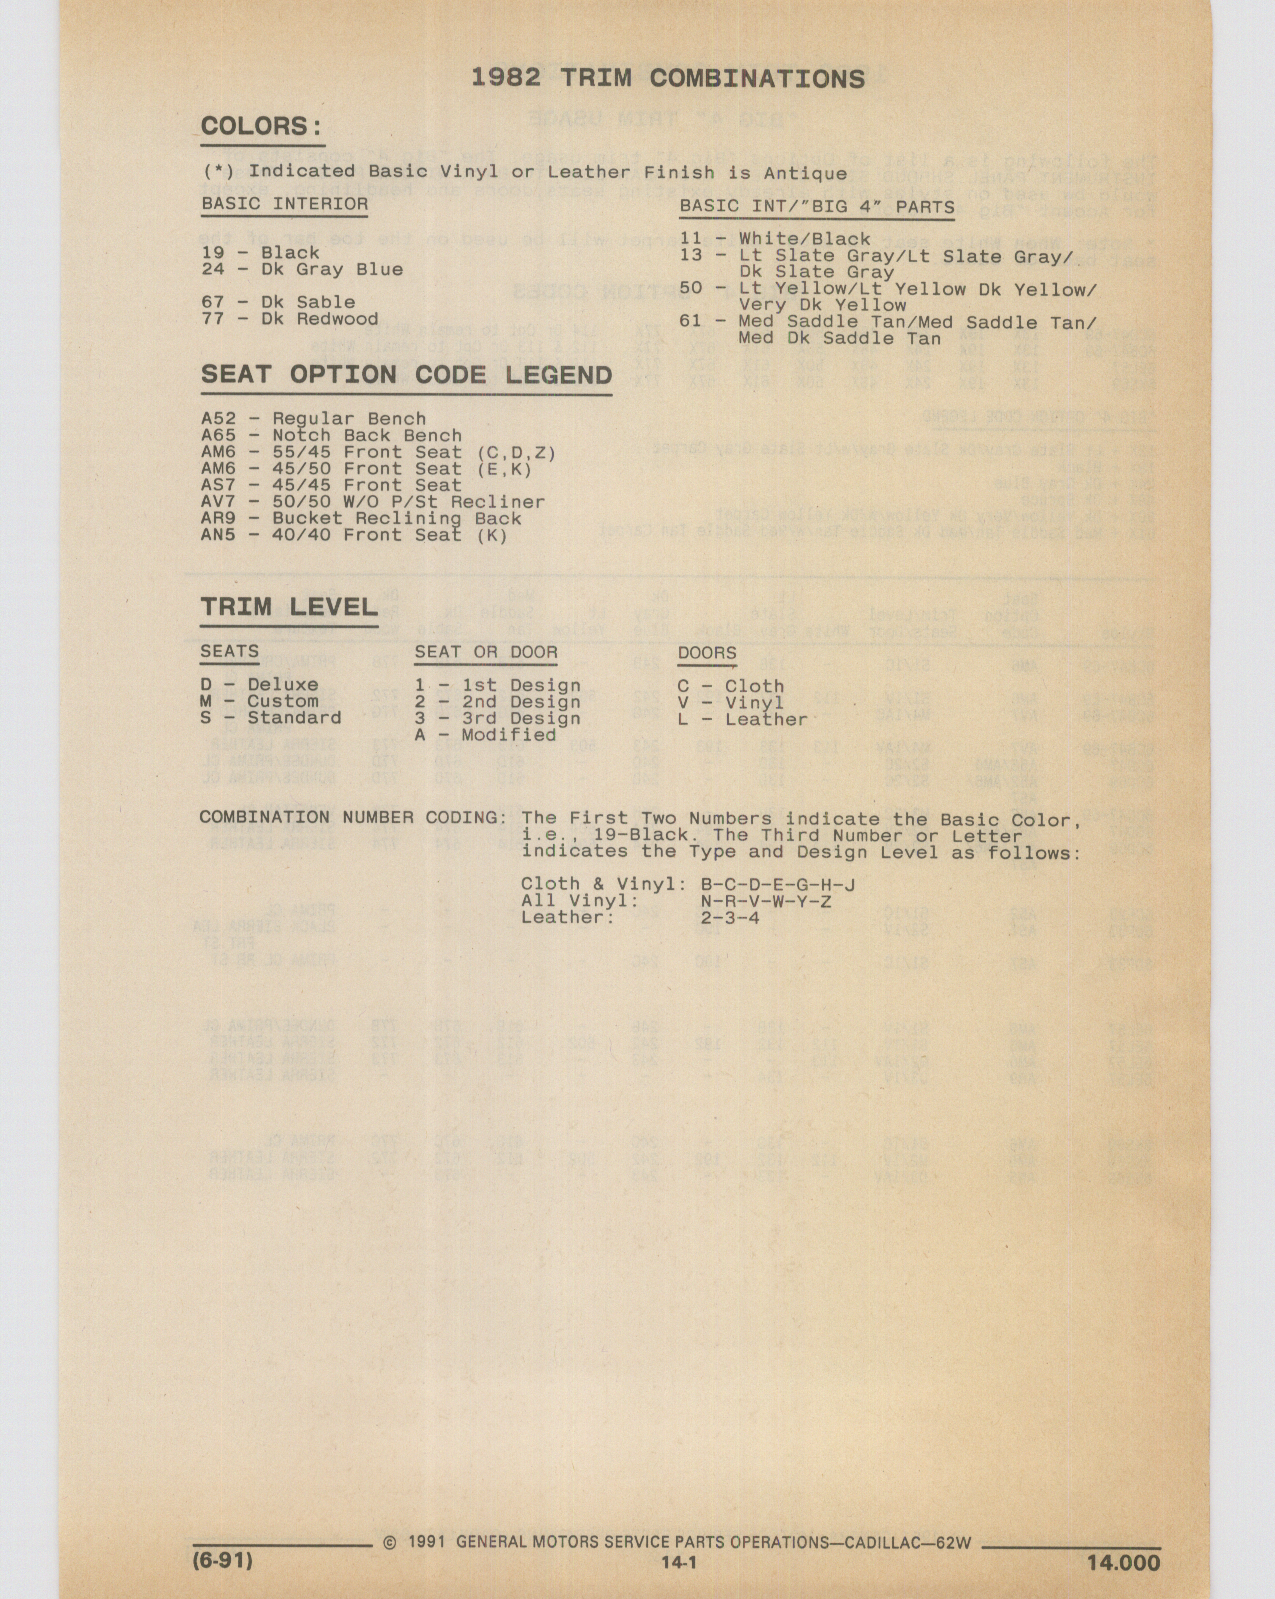 1982 TRIM COMBINATIONS
COLORS:
(*) Indicated Basic Vinyl or Leather Finish is Antique
BASIC INTERIOR
19 – Black
24 – Dk Gray Blue
67 – Dk Sable
77 – Dk Redwood
BASIC INT/"BIG 4" PARTS
11 – White/Black
13 – Lt Slate Gray/Lt Slate Gray/
Dk Slate Gray
50 – Lt Yellow/Lt Yellow Dk Yellow/
Very Dk Yellow
61 – Med Saddle Tan/Med Saddle Tan/
Med Dk Saddle Tan
SEAT OPTION CODE LEGEND
A52 – Regular Bench
A65 – Notch Back Bench
AM6 – 55/45 Front Seat (C,D,Z)
AM6 – 45/50 Front Seat (E,K)
AS7 – 45/45 Front Seat
AV7 – 50/50 W/O P/St Recliner
AR9 – Bucket Reclining Back
AN5 – 40/40 Front Seat (K)
TRIM LEVEL
SEATS
D – Deluxe
M – Custom
S – Standard
SEAT OR DOOR
1 – 1st Design
2 – 2nd Design
3 – 3rd Design
A – Modified
DOORS
C – Cloth
V – Vinyl
L – Leather
COMBINATION NUMBER CODING: The First Two Numbers indicate the Basic Color,
i.e., 19–Black. The Third Number or Letter
indicates the Type and Design Level as follows:
Cloth & Vinyl: B–C–D–E–G–H–J
All Vinyl: N–R–V–W–Y–Z
Leather: 2–3–4
© 1991 GENERAL MOTORS SERVICE PARTS OPERATIONS—CADILLAC—62W
(6-91) 14-1 14.000